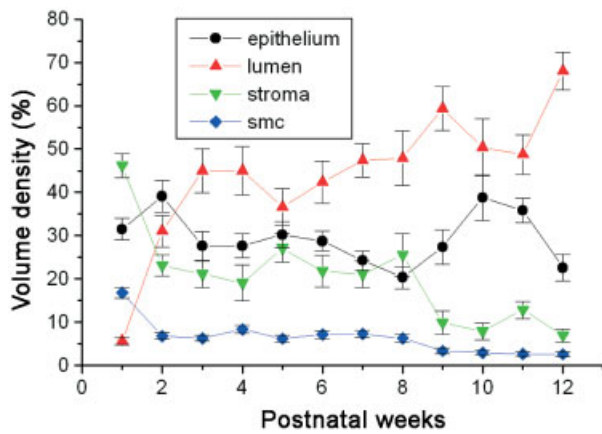 80
70
60
50
40
30
20
10
0
Volume density (%)
epithelium
lumen
stroma
smc
0 2 4 6 8 10 12
Postnatal weeks